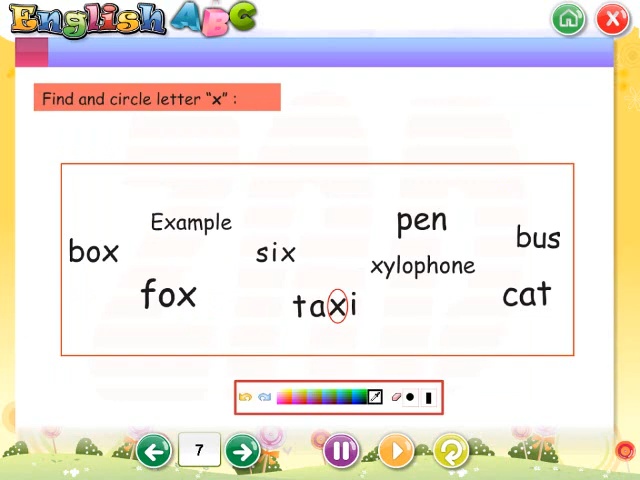 English ABC
Find and circle letter “x” :
Example
pen
box
six
bus
xylophone
fox
taxi
cat
7